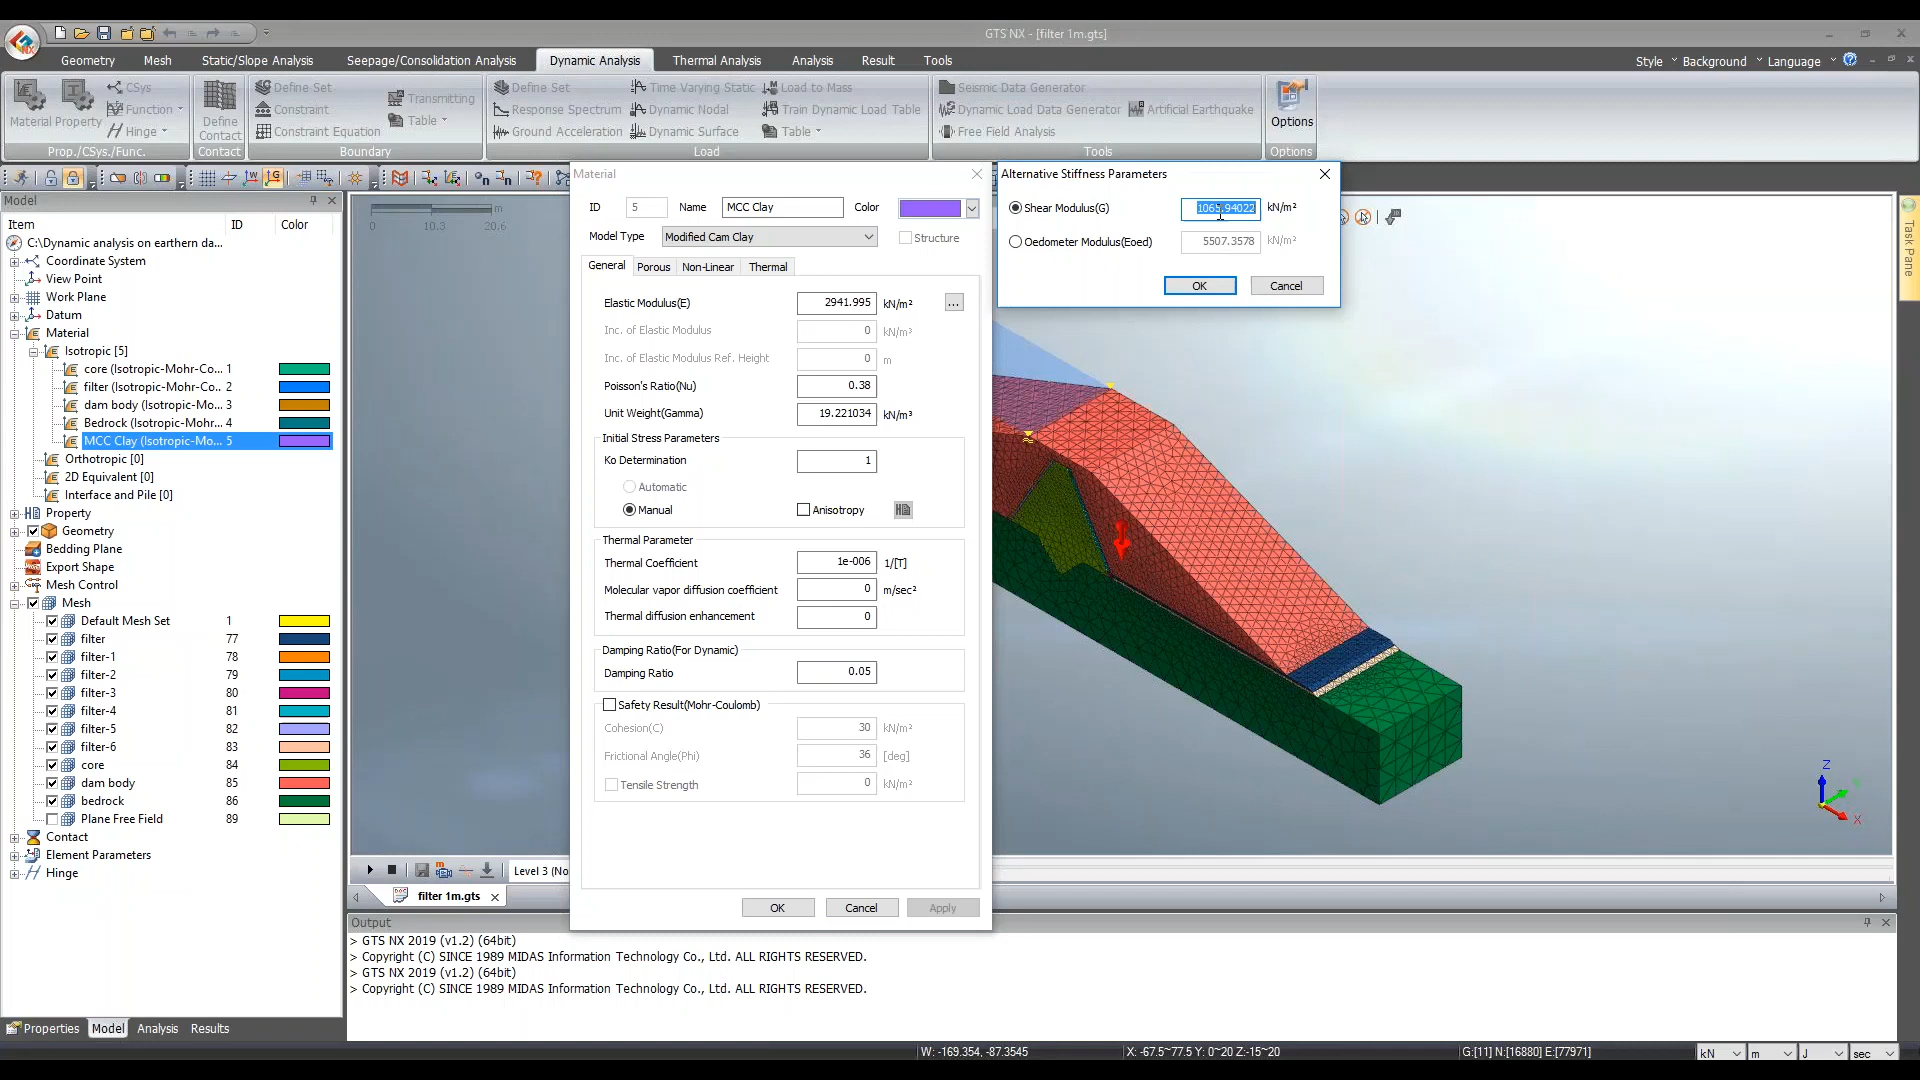 GTS NX - [filter 1m.gts]
Geometry Mesh Static/Slope Analysis Seepage/Consolidation Analysis Dynamic Analysis Thermal Analysis Analysis Result Tools
Style Background Language
Material Property
CSys
Function
Hinge
Prop./CSys./Func.
Define Contact
Contact
Define Set
Constraint
Constraint Equation
Transmitting
Table
Boundary
Define Set
Response Spectrum
Ground Acceleration
Time Varying Static
Dynamic Nodal
Dynamic Surface
Load to Mass
Train Dynamic Load Table
Table
Load
Seismic Data Generator
Dynamic Load Data Generator
Artificial Earthquake
Free Field Analysis
Tools
Options
Options
Model
Item ID Color
C:\Dynamic analysis on earthern da...
Coordinate System
View Point
Work Plane
Datum
Material
Isotropic [5]
core (Isotropic-Mohr-Co... 1
filter (Isotropic-Mohr-Co... 2
dam body (Isotropic-Mo... 3
Bedrock (Isotropic-Mohr... 4
MCC Clay (Isotropic-Mo... 5
Orthotropic [0]
2D Equivalent [0]
Interface and Pile [0]
Property
Geometry
Bedding Plane
Export Shape
Mesh Control
Mesh
Default Mesh Set 1
filter 77
filter-1 78
filter-2 79
filter-3 80
filter-4 81
filter-5 82
filter-6 83
core 84
dam body 85
bedrock 86
Plane Free Field 89
Contact
Element Parameters
Hinge
Properties Model Analysis Results
m
0 10.3 20.6
Material
ID 5 Name MCC Clay Color
Model Type Modified Cam Clay Structure
General Porous Non-Linear Thermal
Elastic Modulus(E) 2941.995 kN/m² ...
Inc. of Elastic Modulus 0 kN/m³
Inc. of Elastic Modulus Ref. Height 0 m
Poisson's Ratio(Nu) 0.38
Unit Weight(Gamma) 19.221034 kN/m³
Initial Stress Parameters
Ko Determination 1
Automatic
Manual Anisotropy
Thermal Parameter
Thermal Coefficient 1e-006 1/[T]
Molecular vapor diffusion coefficient 0 m/sec²
Thermal diffusion enhancement 0
Damping Ratio(For Dynamic)
Damping Ratio 0.05
Safety Result(Mohr-Coulomb)
Cohesion(C) 30 kN/m²
Frictional Angle(Phi) 36 [deg]
Tensile Strength 0 kN/m²
OK Cancel Apply
Alternative Stiffness Parameters
Shear Modulus(G) 1065.94022 kN/m²
Oedometer Modulus(Eoed) 5507.3578 kN/m²
OK Cancel
Task Pane
Z
X
Level 3 (No
filter 1m.gts
Output
> GTS NX 2019 (v1.2) (64bit)
> Copyright (C) SINCE 1989 MIDAS Information Technology Co., Ltd. ALL RIGHTS RESERVED.
> GTS NX 2019 (v1.2) (64bit)
> Copyright (C) SINCE 1989 MIDAS Information Technology Co., Ltd. ALL RIGHTS RESERVED.
W: -169.354, -87.3545 X: -67.5~77.5 Y: 0~20 Z:-15~20 G:[11] N:[16880] E:[77971] kN m J sec